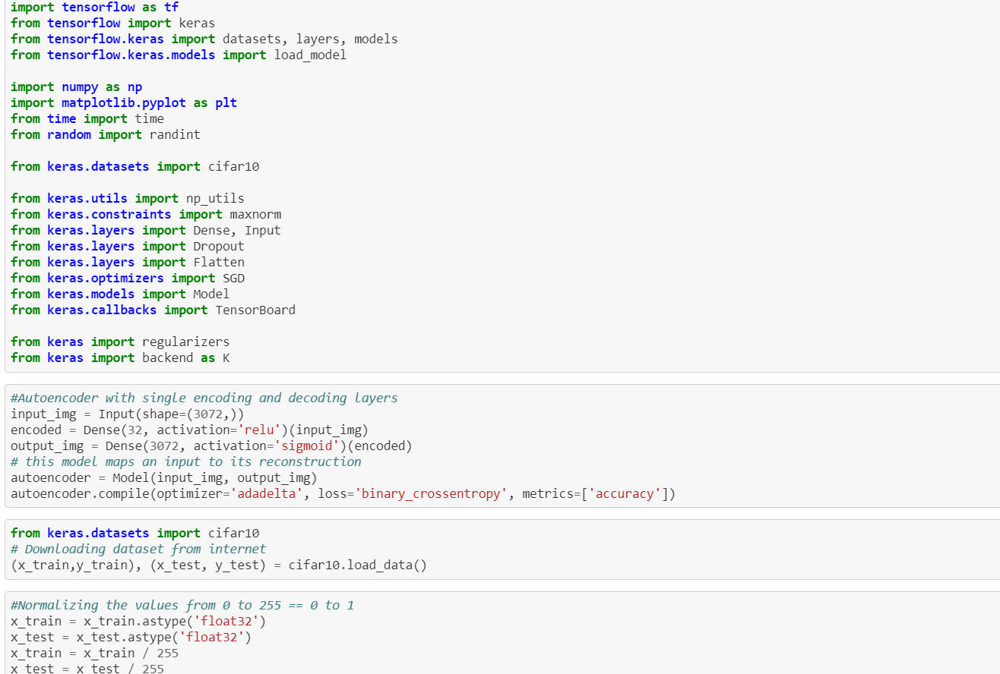 import tensorflow as tf
from tensorflow import keras
from tensorflow.keras import datasets, layers, models
from tensorflow.keras.models import load_model
import numpy as np
import matplotlib.pyplot as plt
from time import time
from random import randint
from keras.datasets import cifar10
from keras.utils import np_utils
from keras.constraints import maxnorm
from keras.layers import Dense, Input
from keras.layers import Dropout
from keras.layers import Flatten
from keras.optimizers import SGD
from keras.models import Model
from keras.callbacks import TensorBoard
from keras import regularizers
from keras import backend as K
#Autoencoder with single encoding and decoding layers
input_img = Input(shape=(3072,))
encoded = Dense(32, activation='relu')(input_img)
output_img = Dense(3072, activation='sigmoid')(encoded)
# this model maps an input to its reconstruction
autoencoder = Model(input_img, output_img)
autoencoder.compile(optimizer='adadelta', loss='binary_crossentropy', metrics=['accuracy'])
from keras.datasets import cifar10
# Downloading dataset from internet
(x_train,y_train), (x_test, y_test) = cifar10.load_data()
#Normalizing the values from 0 to 255 == 0 to 1
x_train = x_train.astype('float32')
x_test = x_test.astype('float32')
x_train = x_train / 255
x_test = x_test / 255